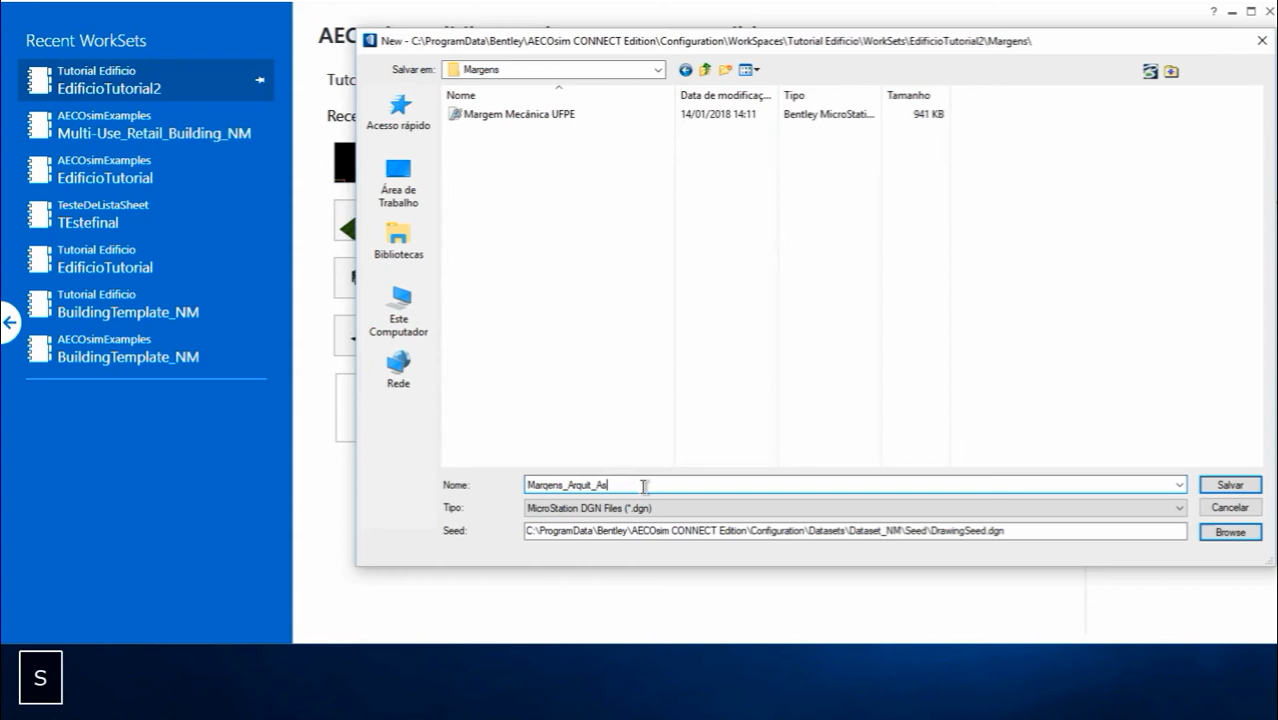 Recent WorkSets
Tutorial Edificio
EdificioTutorial2
AECOsimExamples
Multi-Use_Retail_Building_NM
AECOsimExamples
EdificioTutorial
TesteDeListaSheet
TEstefinal
Tutorial Edificio
EdificioTutorial
Tutorial Edificio
BuildingTemplate_NM
AECOsimExamples
BuildingTemplate_NM
?
New - C:\ProgramData\Bentley\AECOsim CONNECT Edition\Configuration\WorkSpaces\Tutorial Edificio\WorkSets\EdificioTutorial2\Margens\
Salvar em:
Margens
Acesso rápido
Área de
Trabalho
Bibliotecas
Este
Computador
Rede
Nome
Data de modificaç...
Tipo
Tamanho
Margem Mecânica UFPE
14/01/2018 14:11
Bentley MicroStati...
941 KB
Nome:
Margens_Arquit_As
Salvar
Tipo:
MicroStation DGN Files (*.dgn)
Cancelar
Seed:
C:\ProgramData\Bentley\AECOsim CONNECT Edition\Configuration\Datasets\Dataset_NM\Seed\DrawingSeed.dgn
Browse
S